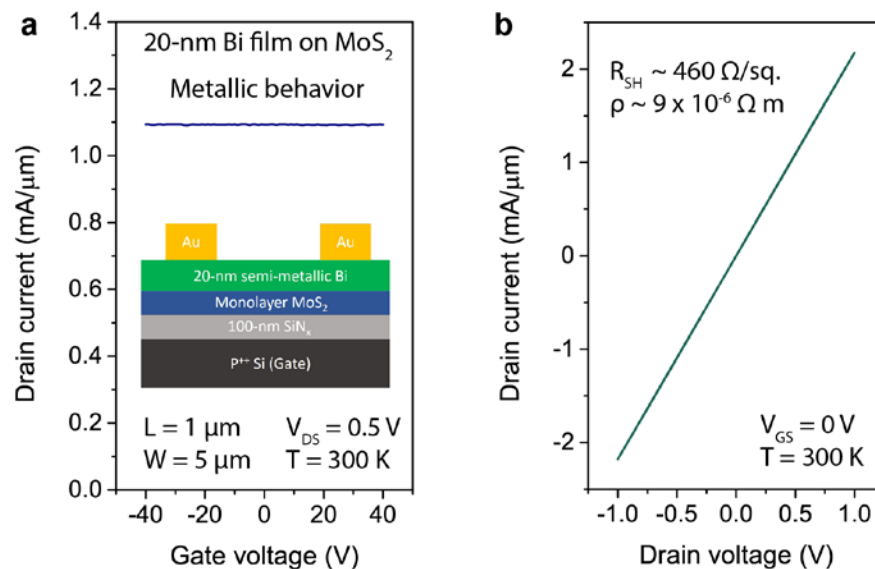 a
20-nm Bi film on MoS₂
Metallic behavior
Drain current (mA/μm)
1.4
1.2
1.0
0.8
0.6
0.4
0.2
0.0
Au
Au
20-nm semi-metallic Bi
Monolayer MoS₂
100-nm SiNₓ
P⁺⁺ Si (Gate)
L = 1 μm V_DS = 0.5 V
W = 5 μm T = 300 K
-40 -20 0 20 40
Gate voltage (V)
b
R_SH ~ 460 Ω/sq.
ρ ~ 9 x 10⁻⁶ Ω m
Drain current (mA/μm)
2
1
0
-1
-2
V_GS = 0 V
T = 300 K
-1.0 -0.5 0.0 0.5 1.0
Drain voltage (V)